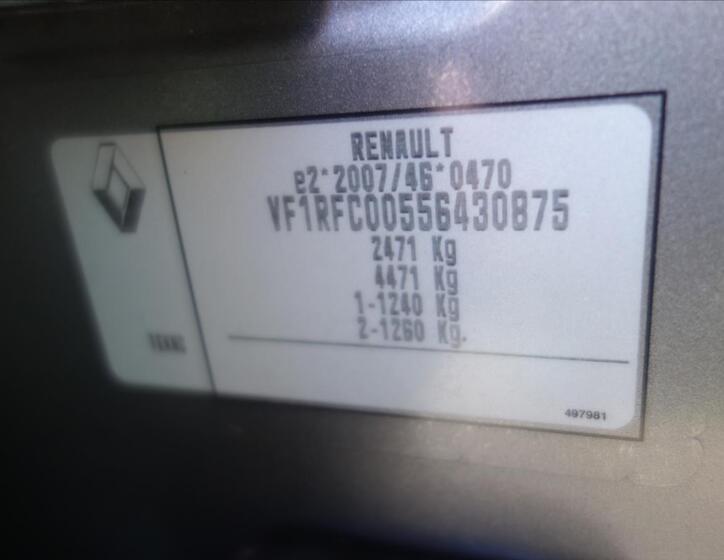 RENAULT
e2*2007/46*0470
VF1RFC00556430875
2471 Kg
4471 Kg
1-1240 Kg
2-1260 Kg.
497981